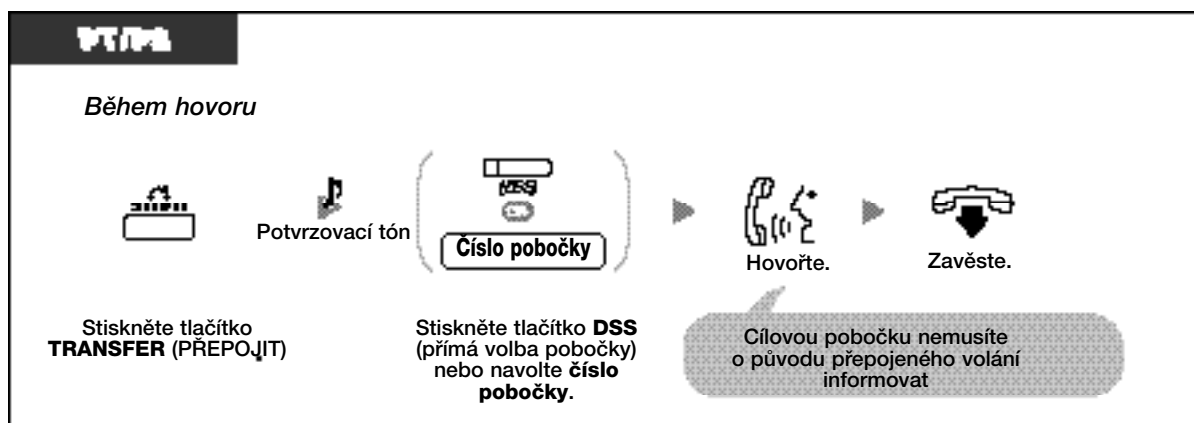 Během hovoru
Potvrzovací tón
Číslo pobočky
Hovořte.
Zavěste.
Stiskněte tlačítko
TRANSFER (PŘEPOJIT)
Stiskněte tlačítko DSS
(přímá volba pobočky)
nebo navolte číslo
pobočky.
Cílovou pobočku nemusíte
o původu přepojeného volání
informovat